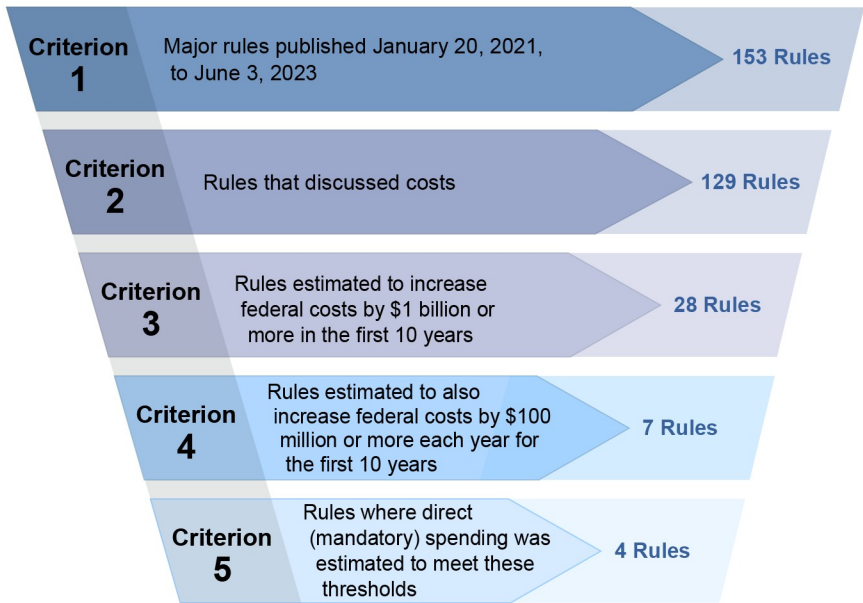 Criterion
1
Major rules published January 20, 2021,
to June 3, 2023
153 Rules
Criterion
2
Rules that discussed costs
129 Rules
Criterion
3
Rules estimated to increase
federal costs by $1 billion or
more in the first 10 years
28 Rules
Criterion
4
Rules estimated to also
increase federal costs by $100
million or more each year for
the first 10 years
7 Rules
Criterion
5
Rules where direct
(mandatory) spending was
estimated to meet these
thresholds
4 Rules